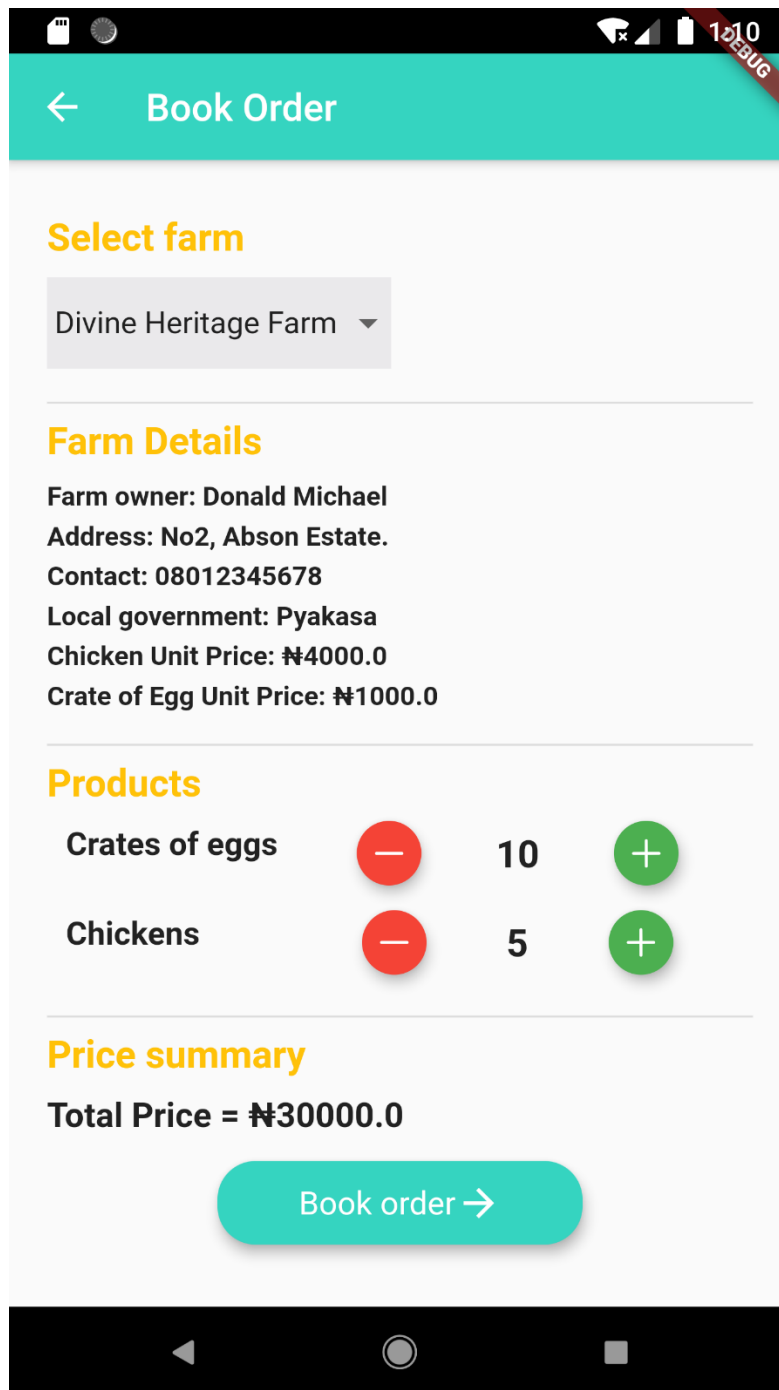 1:10
DEBUG
Book Order
Select farm
Divine Heritage Farm
Farm Details
Farm owner: Donald Michael
Address: No2, Abson Estate.
Contact: 08012345678
Local government: Pyakasa
Chicken Unit Price: ₦4000.0
Crate of Egg Unit Price: ₦1000.0
Products
Crates of eggs 10
Chickens 5
Price summary
Total Price = ₦30000.0
Book order